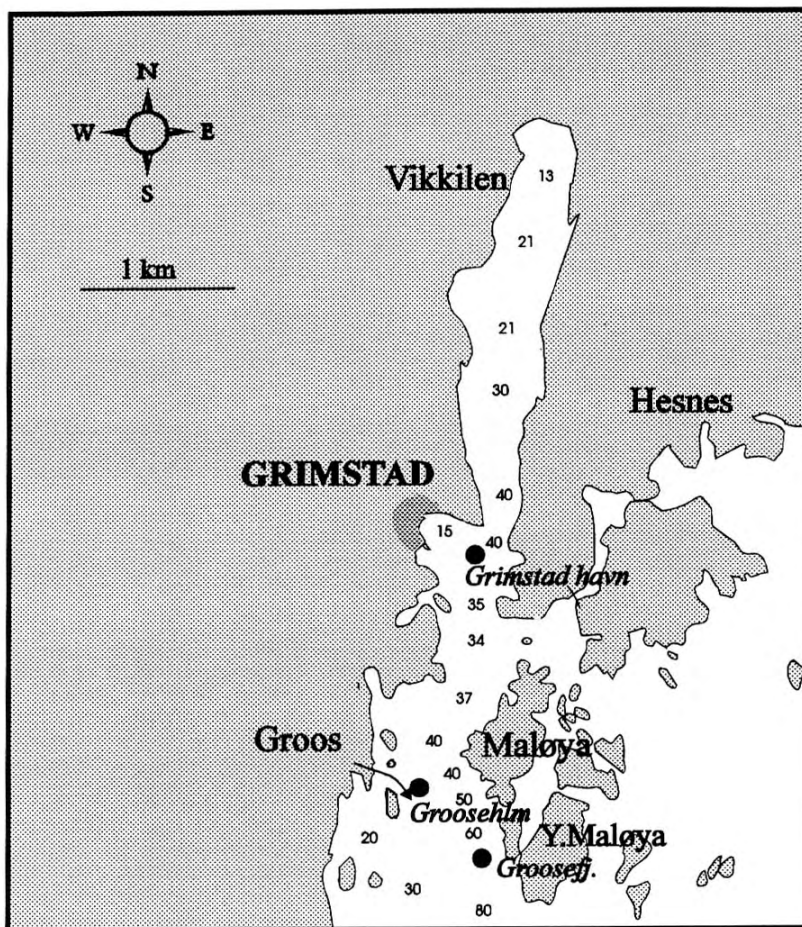 N
W E
S
1 km
Vikkilen
13
21
21
30
Hesnes
GRIMSTAD
40
15
40
Grimstad havn
35
34
37
Groos
40
Maløya
40
50
Groosehlm
60
20
Y.Maløya
Groosefj.
30
80